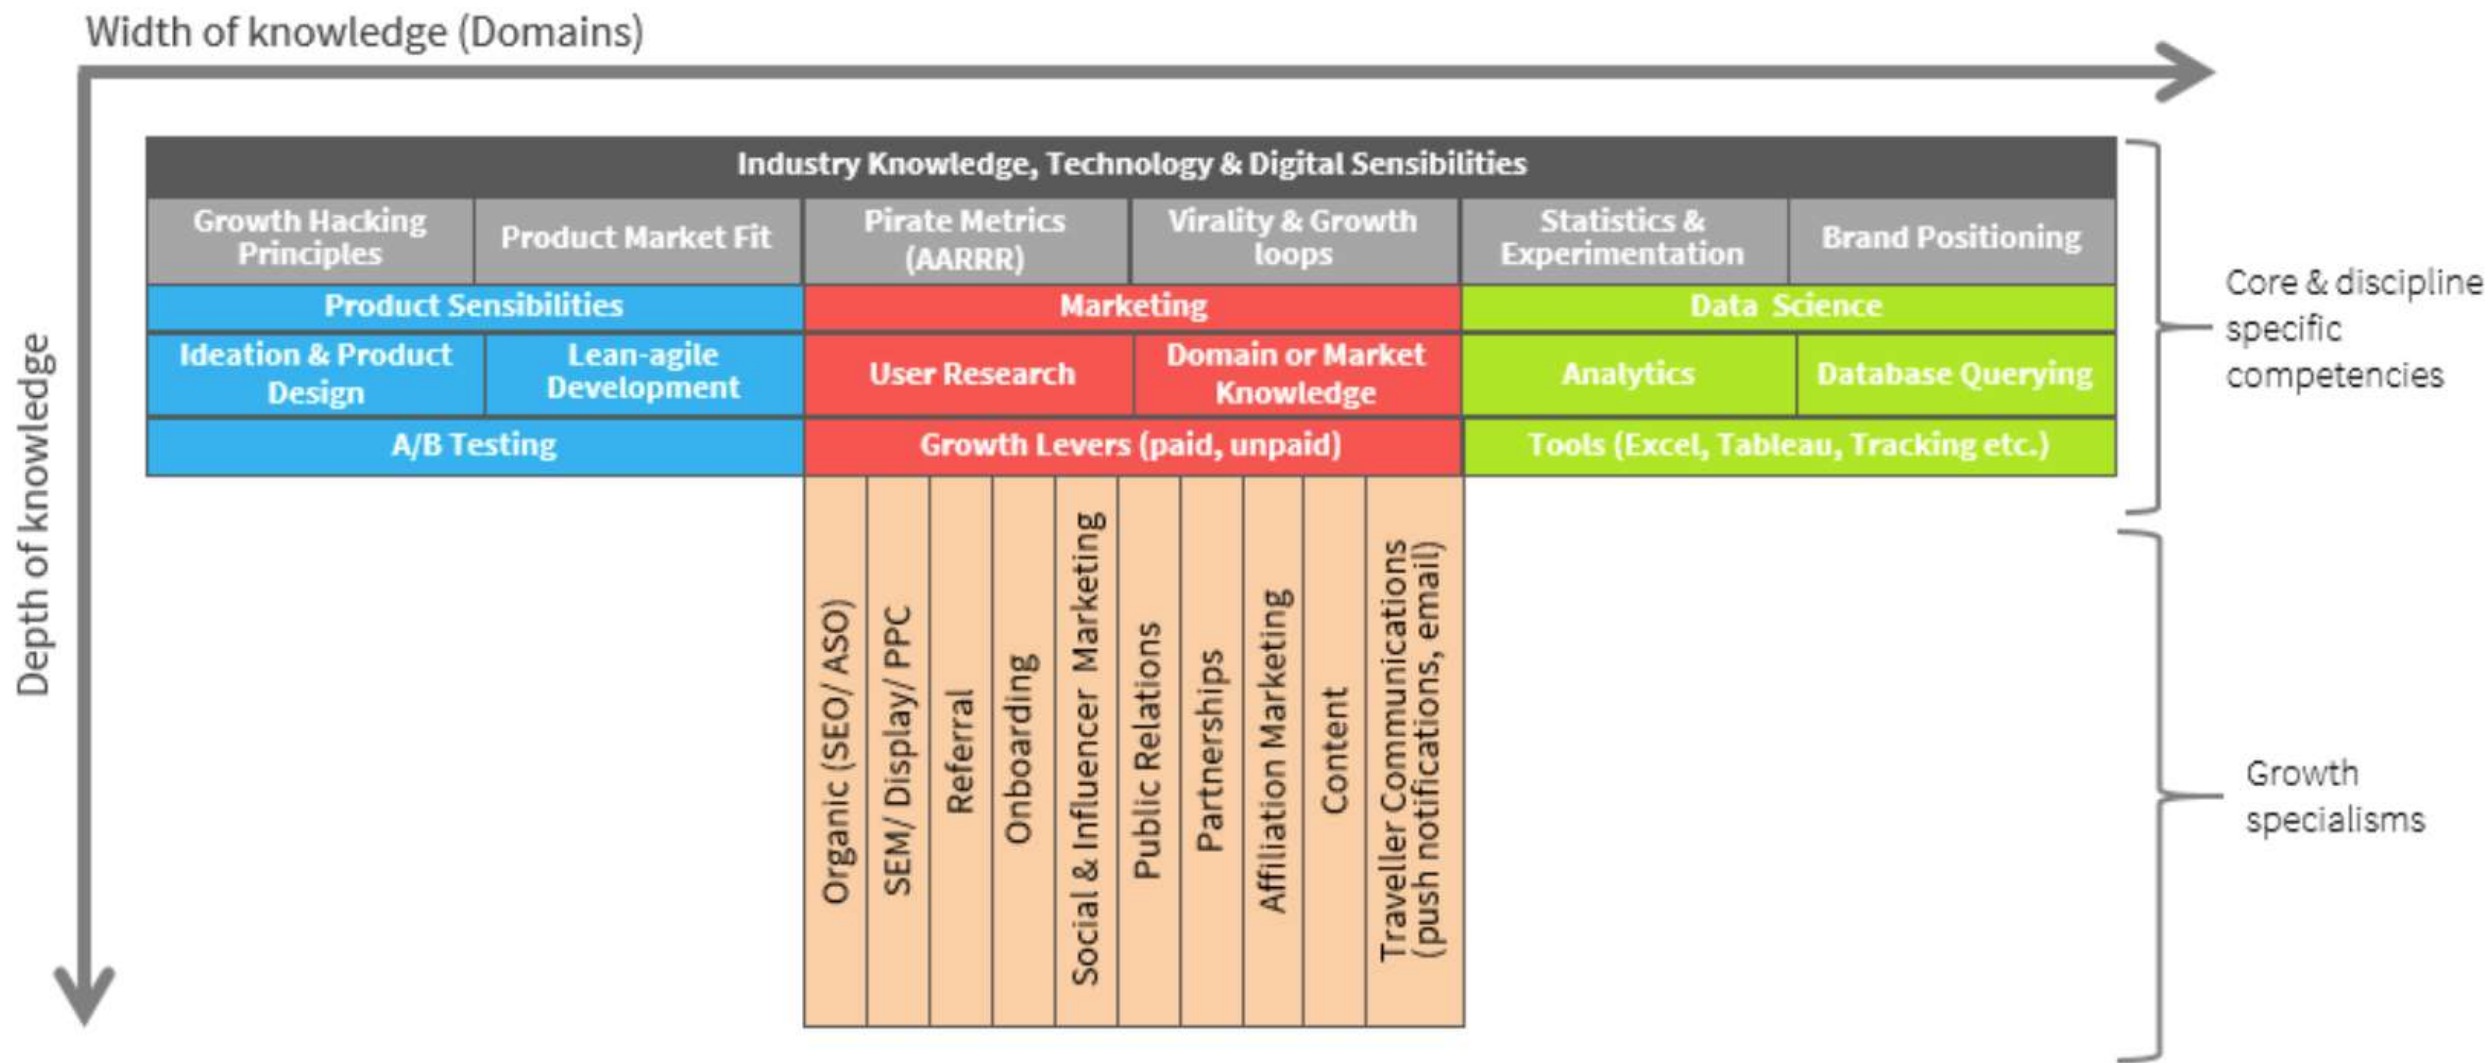 Width of knowledge (Domains)
Depth of knowledge
Industry Knowledge, Technology & Digital Sensibilities
Growth Hacking
Principles
Product Market Fit
Pirate Metrics
(AARRR)
Virality & Growth
loops
Statistics &
Experimentation
Brand Positioning
Product Sensibilities
Marketing
Data Science
Ideation & Product
Design
Lean-agile
Development
User Research
Domain or Market
Knowledge
Analytics
Database Querying
A/B Testing
Growth Levers (paid, unpaid)
Tools (Excel, Tableau, Tracking etc.)
Core & discipline
specific
competencies
Organic (SEO/ ASO)
SEM/ Display/ PPC
Referral
Onboarding
Social & Influencer Marketing
Public Relations
Partnerships
Affiliation Marketing
Content
Traveller Communications
(push notifications, email)
Growth
specialisms